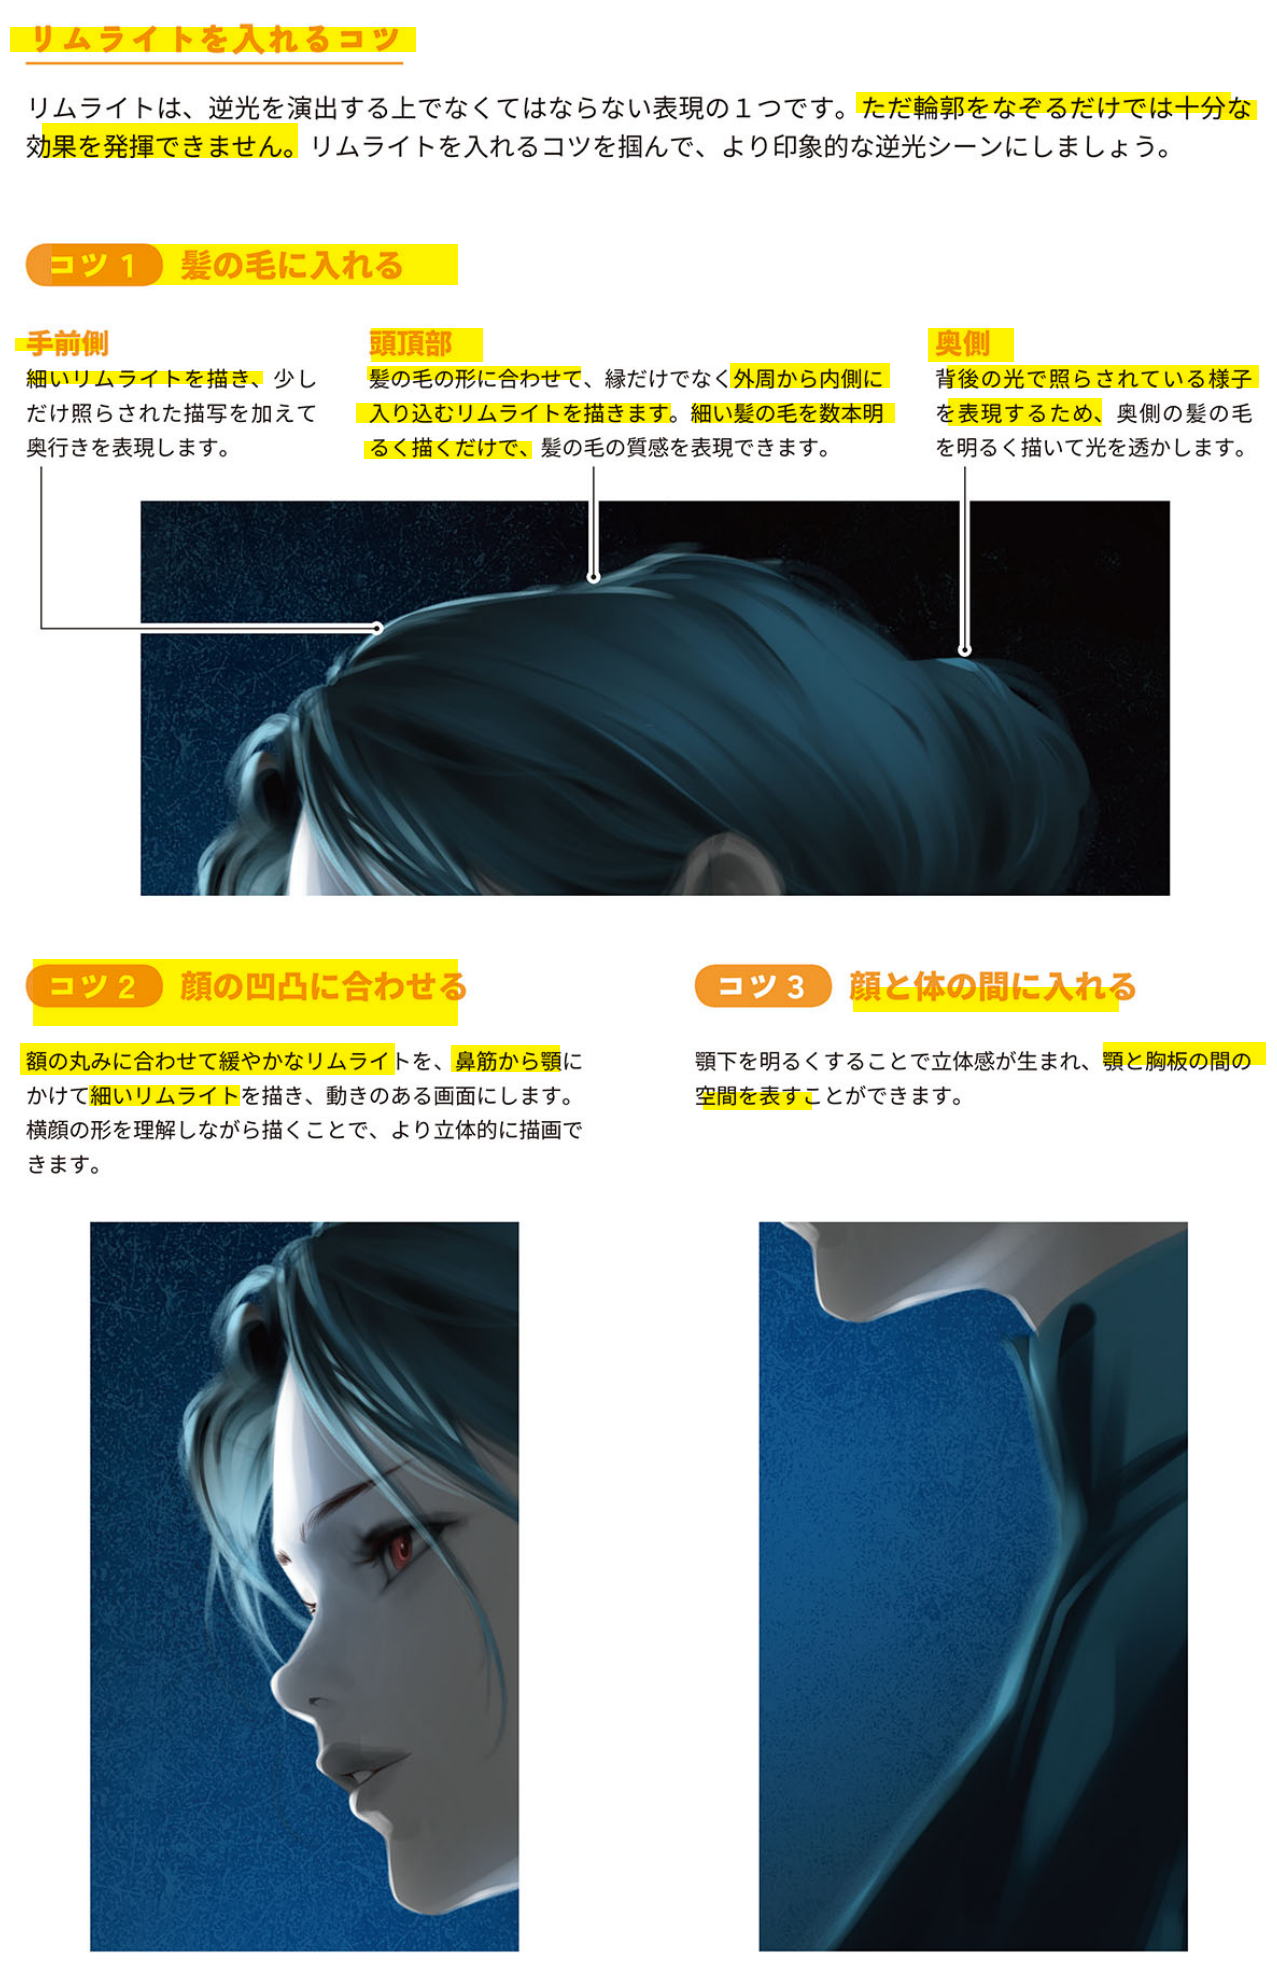 リムライトを入れるコツ
リムライトは、逆光を演出する上でなくてはならない表現の１つです。ただ輪郭をなぞるだけでは十分な
効果を発揮できません。リムライトを入れるコツを掴んで、より印象的な逆光シーンにしましょう。
コツ 1 髪の毛に入れる
手前側
細いリムライトを描き、少し
だけ照らされた描写を加えて
奥行きを表現します。
頭頂部
髪の毛の形に合わせて、縁だけでなく外周から内側に
入り込むリムライトを描きます。細い髪の毛を数本明
るく描くだけで、髪の毛の質感を表現できます。
奥側
背後の光で照らされている様子
を表現するため、奥側の髪の毛
を明るく描いて光を透かします。
コツ 2 顔の凹凸に合わせる
額の丸みに合わせて緩やかなリムライトを、鼻筋から顎に
かけて細いリムライトを描き、動きのある画面にします。
横顔の形を理解しながら描くことで、より立体的に描画で
きます。
コツ 3 顔と体の間に入れる
顎下を明るくすることで立体感が生まれ、顎と胸板の間の
空間を表すことができます。